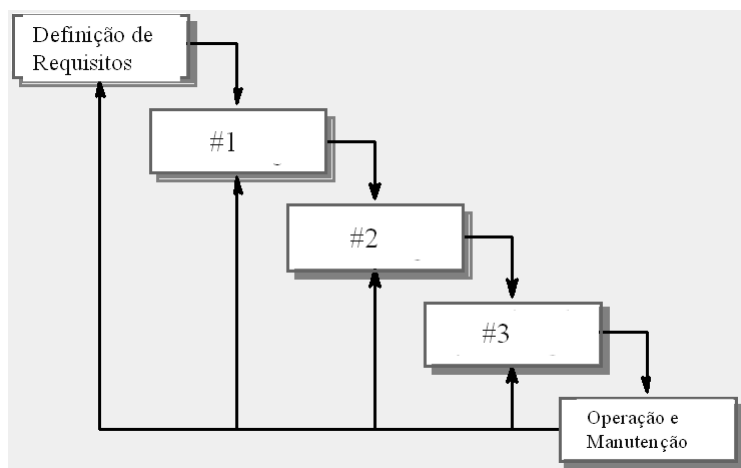 Definição de
Requisitos
#1
#2
#3
Operação e
Manutenção